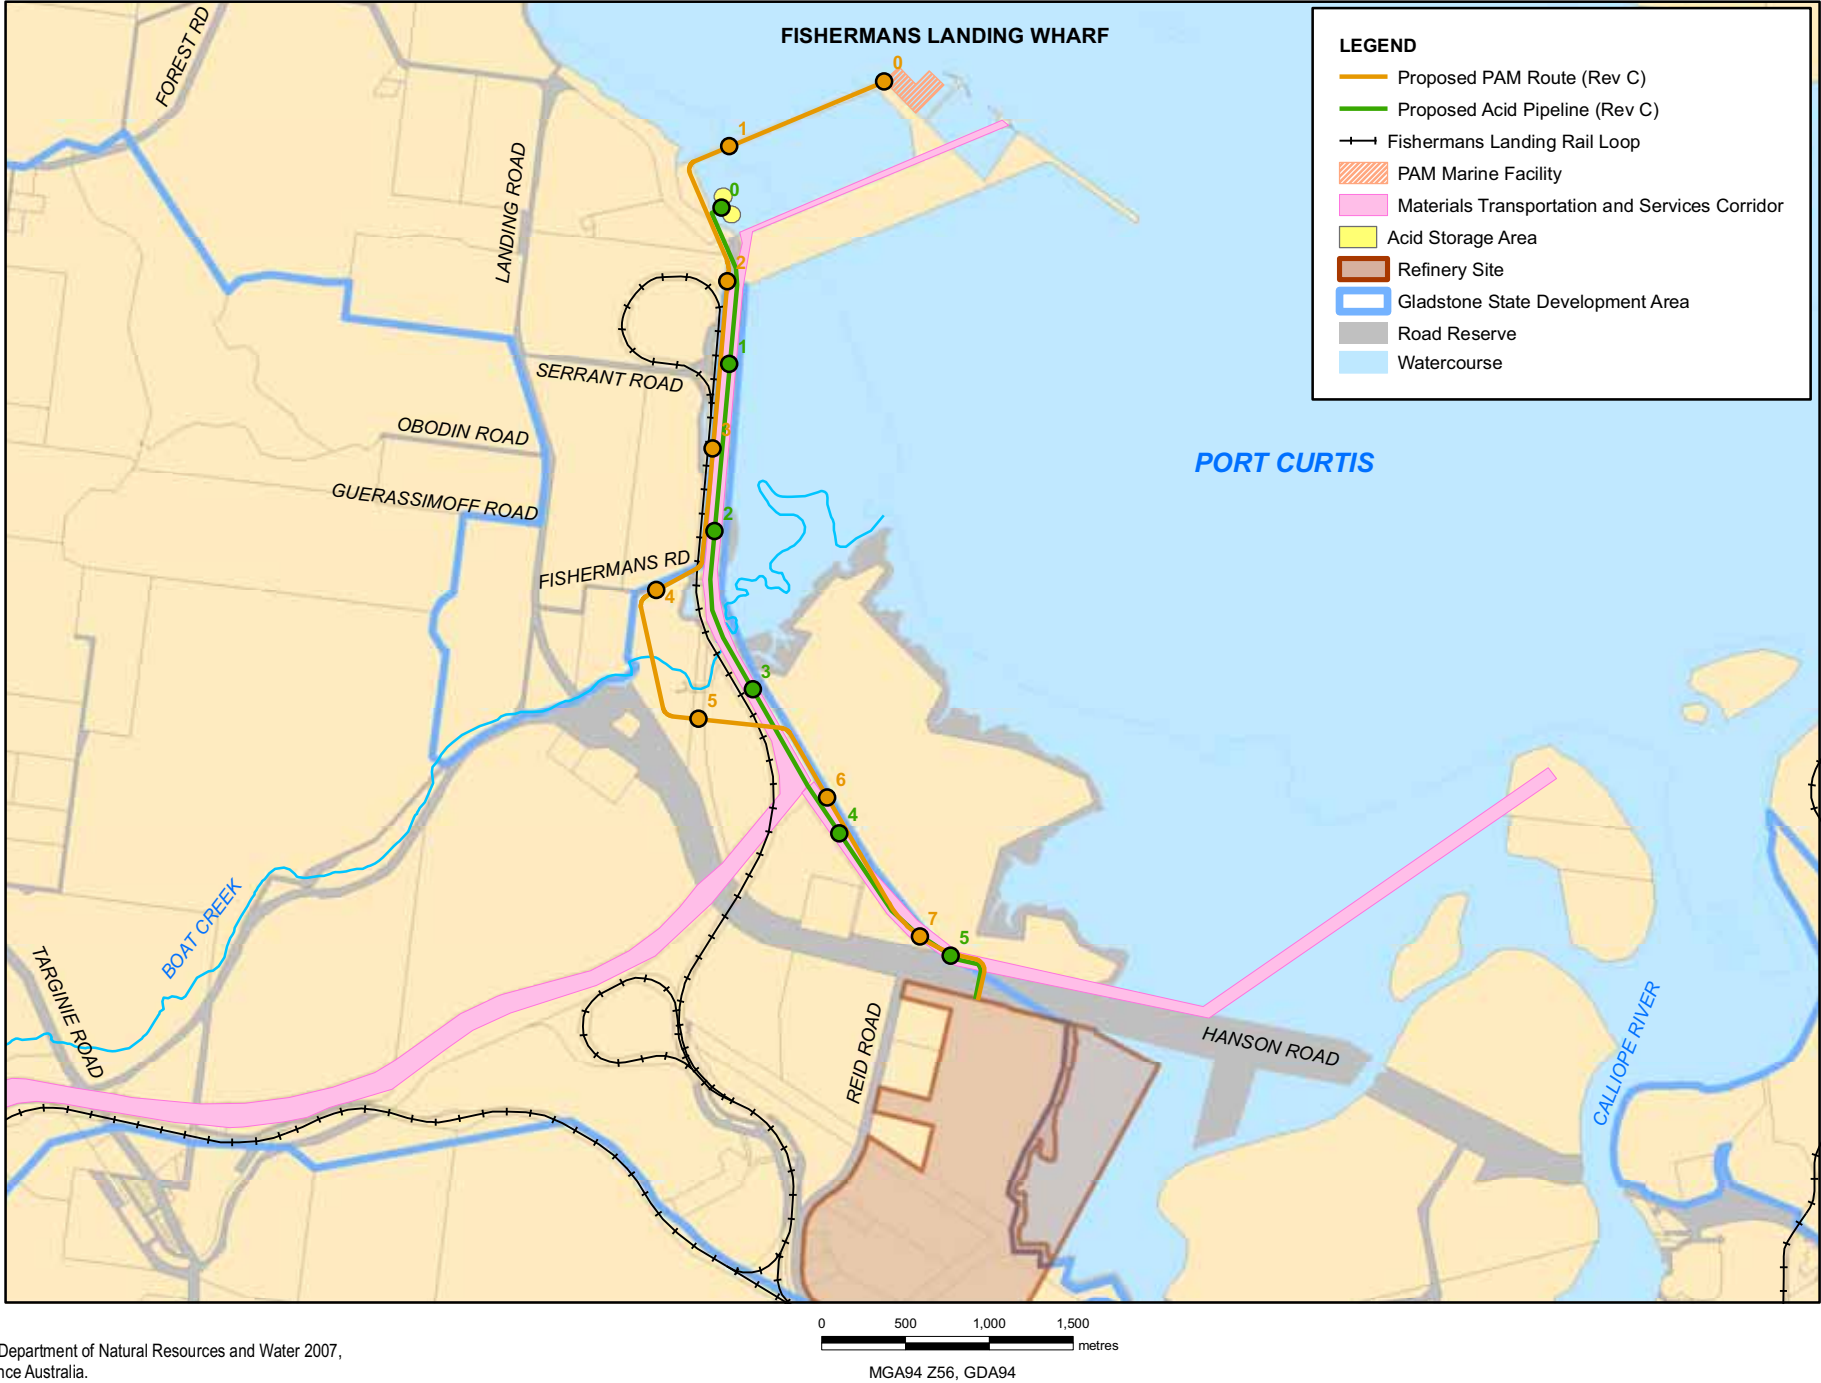 FISHERMANS LANDING WHARF
LEGEND
Proposed PAM Route (Rev C)
Proposed Acid Pipeline (Rev C)
Fishermans Landing Rail Loop
PAM Marine Facility
Materials Transportation and Services Corridor
Acid Storage Area
Refinery Site
Gladstone State Development Area
Road Reserve
Watercourse
FOREST RD
0
1
0
LANDING ROAD
2
1
SERRANT ROAD
OBODIN ROAD
3
PORT CURTIS
GUERASSIMOFF ROAD
2
FISHERMANS RD
4
3
5
6
4
BOAT CREEK
7
5
TARGINIE ROAD
REID ROAD
HANSON ROAD
CALLIOPE RIVER
0 500 1,000 1,500
metres
MGA94 Z56, GDA94
Department of Natural Resources and Water 2007,
nce Australia.